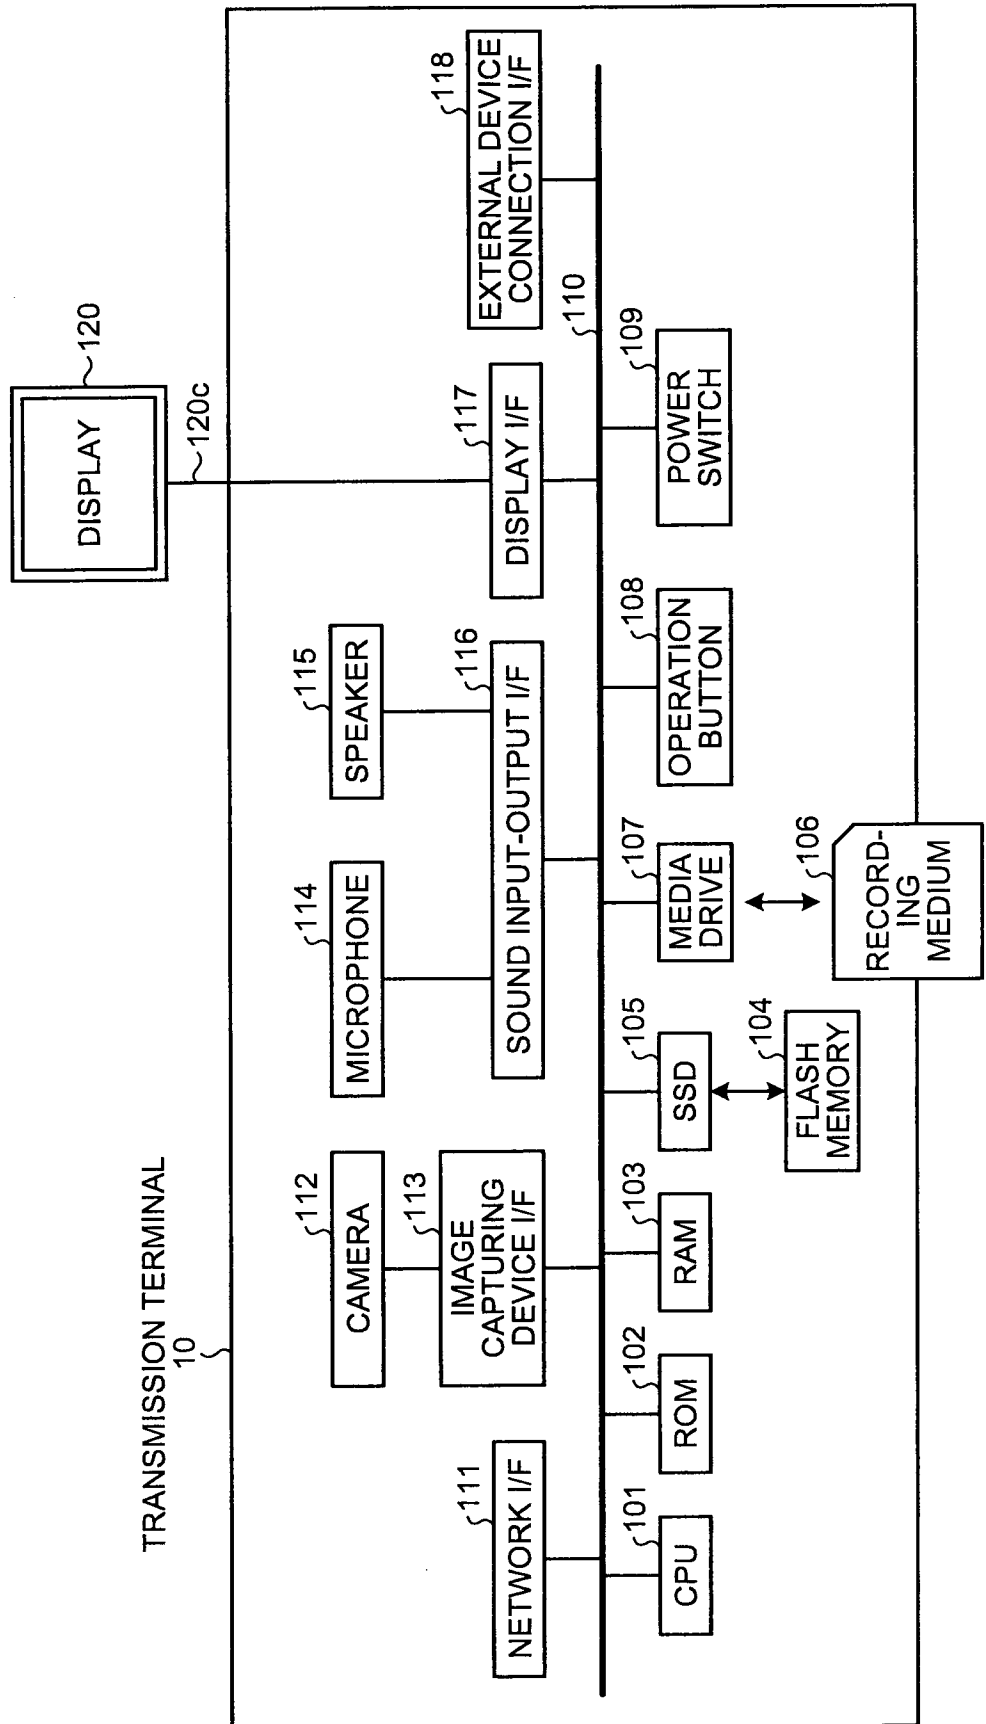 TRANSMISSION TERMINAL
10
DISPLAY
120
120c
CAMERA
112
MICROPHONE
114
SPEAKER
115
NETWORK I/F
111
IMAGE
CAPTURING
DEVICE I/F
113
SOUND INPUT-OUTPUT I/F
116
DISPLAY I/F
117
EXTERNAL DEVICE
CONNECTION I/F
118
110
CPU
101
ROM
102
RAM
103
SSD
105
MEDIA
DRIVE
107
OPERATION
BUTTON
108
POWER
SWITCH
109
FLASH
MEMORY
104
RECORD-
ING
MEDIUM
106